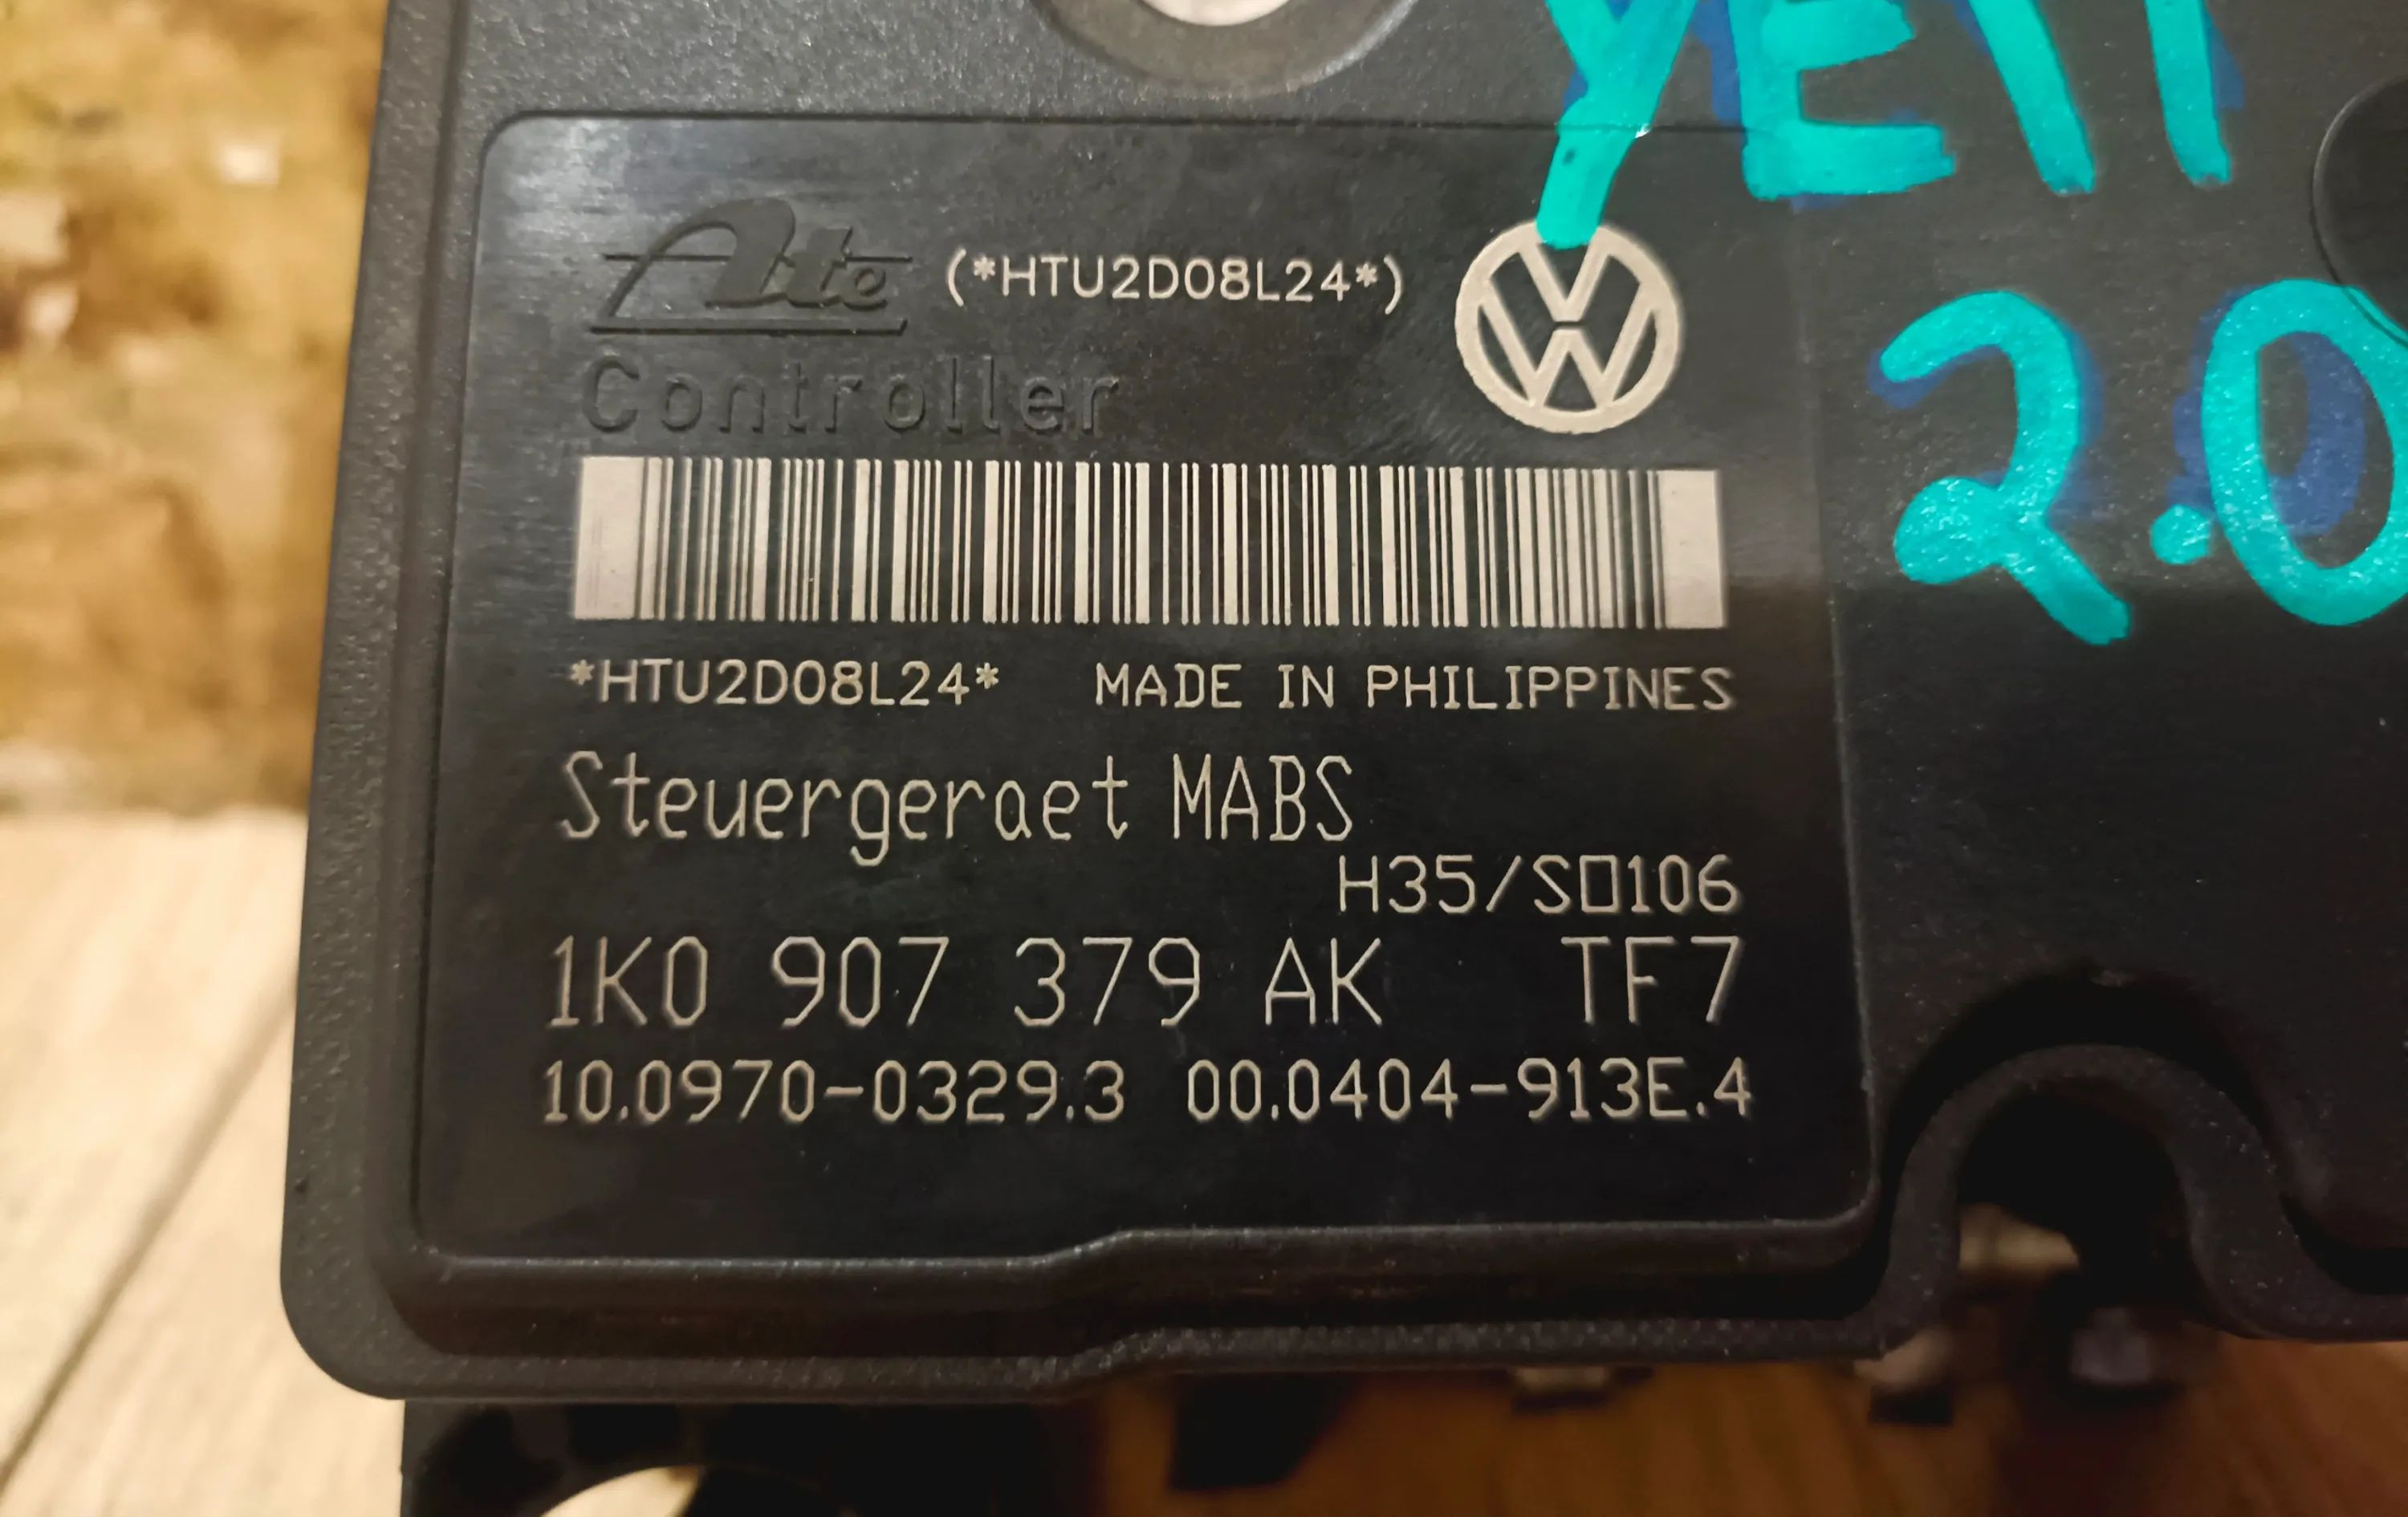 YETI
2.0
Ate (*HTU2D08L24*)
Controller
*HTU2D08L24* MADE IN PHILIPPINES
Steuergeraet MABS
H35/S□106
1K0 907 379 AK TF7
10.0970-0329.3 00.0404-913E.4